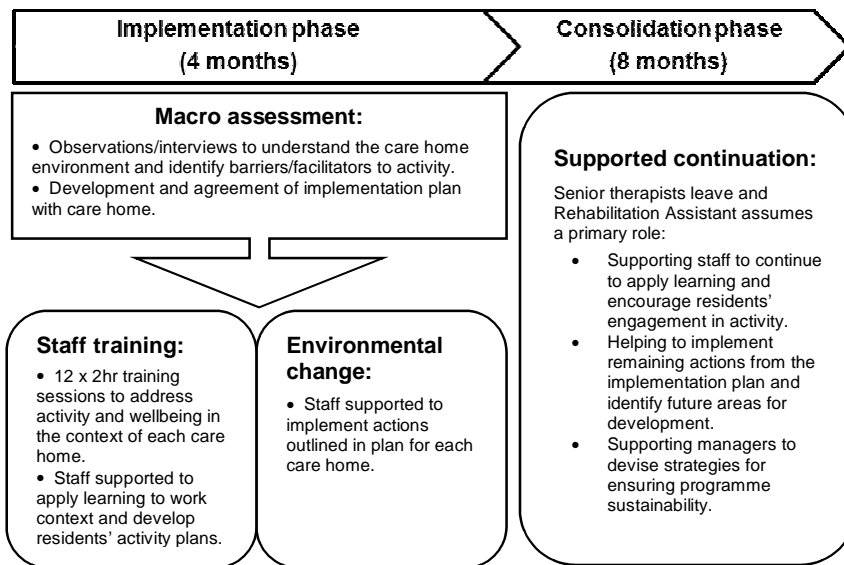 Implementation phase
(4 months)
Consolidation phase
(8 months)
Macro assessment:
• Observations/interviews to understand the care home
environment and identify barriers/facilitators to activity.
• Development and agreement of implementation plan
with care home.
Staff training:
• 12 x 2hr training
sessions to address
activity and wellbeing in
the context of each care
home.
• Staff supported to
apply learning to work
context and develop
residents’ activity plans.
Environmental
change:
• Staff supported to
implement actions
outlined in plan for each
care home.
Supported continuation:
Senior therapists leave and
Rehabilitation Assistant assumes
a primary role:
• Supporting staff to continue
to apply learning and
encourage residents’
engagement in activity.
• Helping to implement
remaining actions from the
implementation plan and
identify future areas for
development.
• Supporting managers to
devise strategies for
ensuring programme
sustainability.